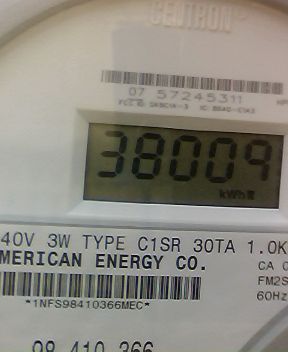 CENTRON®
07 57245311
38009
kWh
40V 3W TYPE C1SR 30TA 1.0K
MERICAN ENERGY CO.
CA 0
FM2S
60Hz
*1NFS98410366MEC*
98 410 366